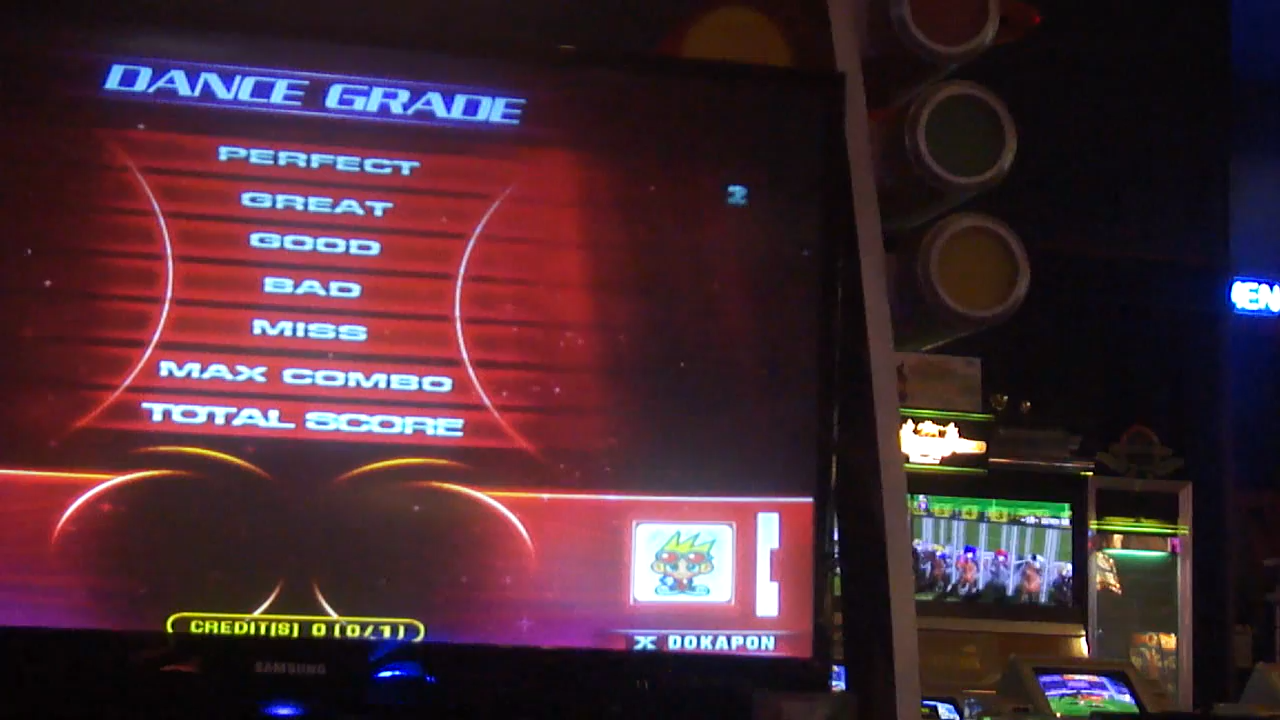 DANCE GRADE
PERFECT
2
GREAT
GOOD
BAD
MISS
MAX COMBO
TOTAL SCORE
CREDIT(S) 0 (0/1)
X DOKAPON
SAMSUNG